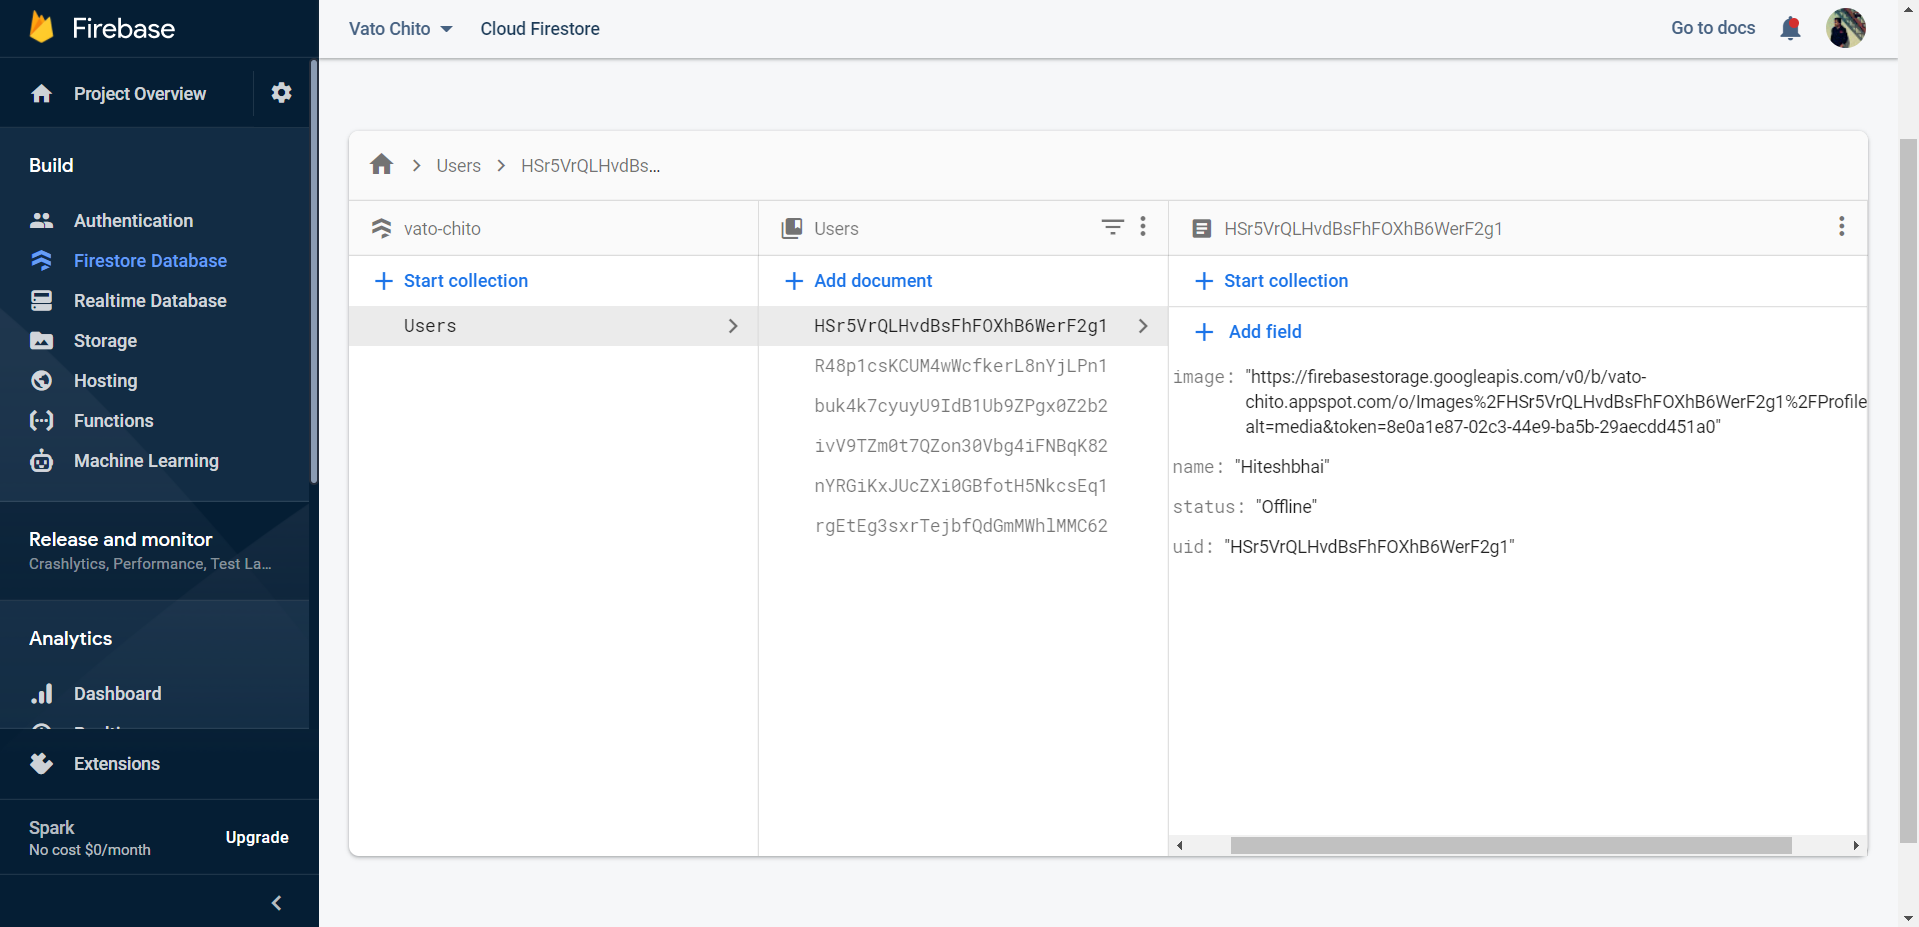 Firebase
Project Overview
Build
Authentication
Firestore Database
Realtime Database
Storage
Hosting
Functions
Machine Learning
Release and monitor
Crashlytics, Performance, Test La...
Analytics
Dashboard
Extensions
Spark
No cost $0/month
Upgrade
Vato Chito
Cloud Firestore
Go to docs
Users
HSr5VrQLHvdBs...
vato-chito
Start collection
Users
Users
Add document
HSr5VrQLHvdBsFhFOXhB6WerF2g1
R48p1csKCUM4wWcfkerL8nYjLPn1
buk4k7cyuyU9IdB1Ub9ZPgx0Z2b2
ivV9TZm0t7QZon30Vbg4iFNBqK82
nYRGiKxJUcZXi0GBfotH5NkcsEq1
rgEtEg3sxrTejbfQdGmMWhlMMC62
HSr5VrQLHvdBsFhFOXhB6WerF2g1
Start collection
Add field
image: "https://firebasestorage.googleapis.com/v0/b/vato-
chito.appspot.com/o/Images%2FHSr5VrQLHvdBsFhFOXhB6WerF2g1%2FProfile
alt=media&token=8e0a1e87-02c3-44e9-ba5b-29aecdd451a0"
name: "Hiteshbhai"
status: "Offline"
uid: "HSr5VrQLHvdBsFhFOXhB6WerF2g1"